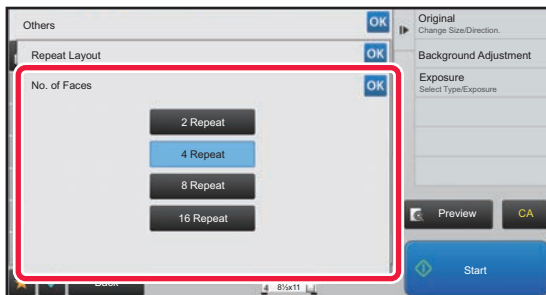 Others
OK
Repeat Layout
OK
No. of Faces
OK
2 Repeat
4 Repeat
8 Repeat
16 Repeat
4 8½x11
Original
Change Size/Direction.
Background Adjustment
Exposure
Select Type/Exposure
Preview
CA
Start